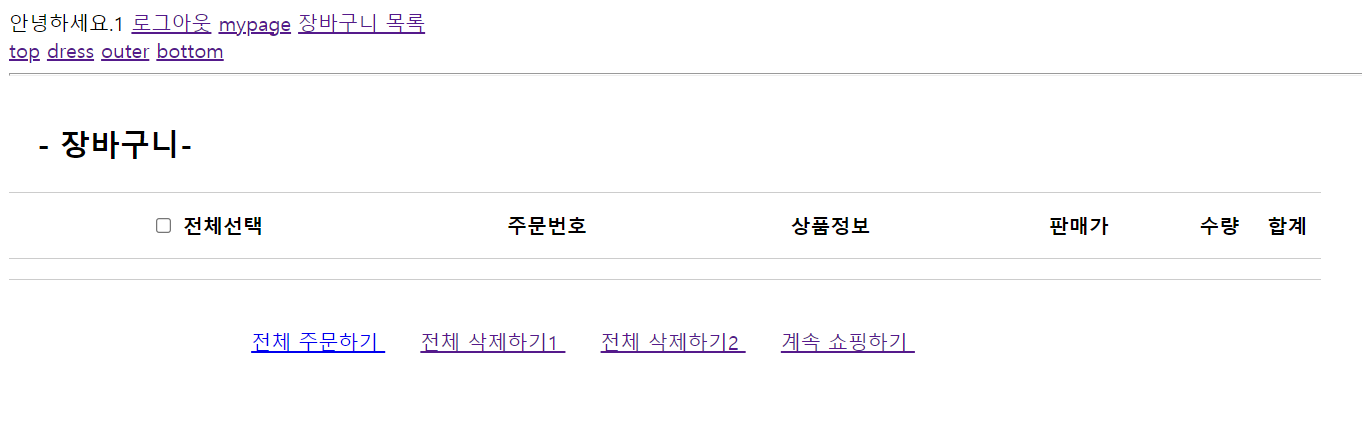 안녕하세요.1 로그아웃 mypage 장바구니 목록
top dress outer bottom
- 장바구니-
전체선택 주문번호 상품정보 판매가 수량 합계
전체 주문하기 전체 삭제하기1 전체 삭제하기2 계속 쇼핑하기